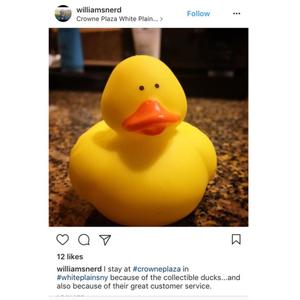 williamsnerd
Crowne Plaza White Plain... >
Follow
12 likes
williamsnerd I stay at #crowneplaza in
#whiteplainsny because of the collectible ducks...and
also because of their great customer service.